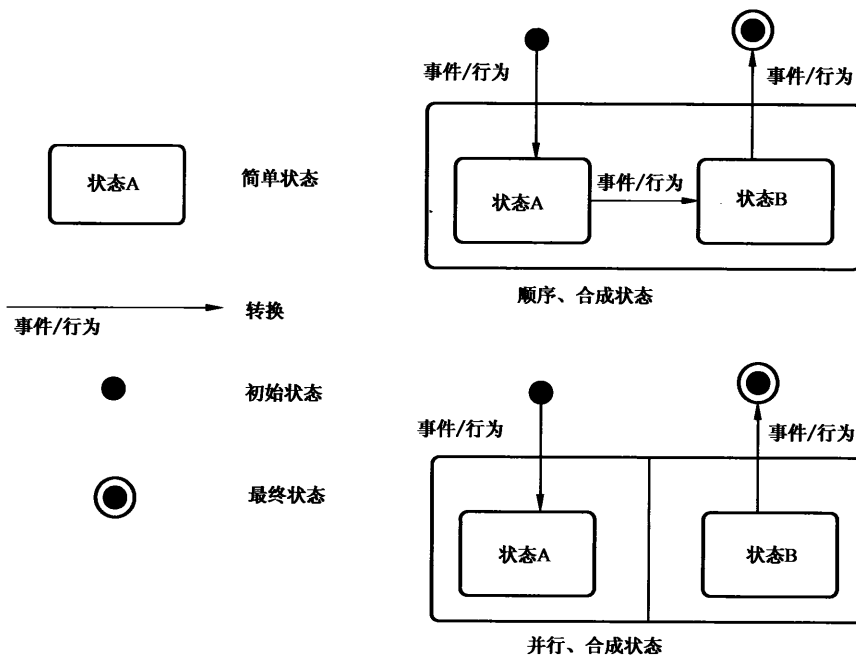 状态A
简单状态
事件/行为
转换
初始状态
最终状态
事件/行为
事件/行为
状态A
事件/行为
状态B
顺序、合成状态
事件/行为
事件/行为
状态A
状态B
并行、合成状态